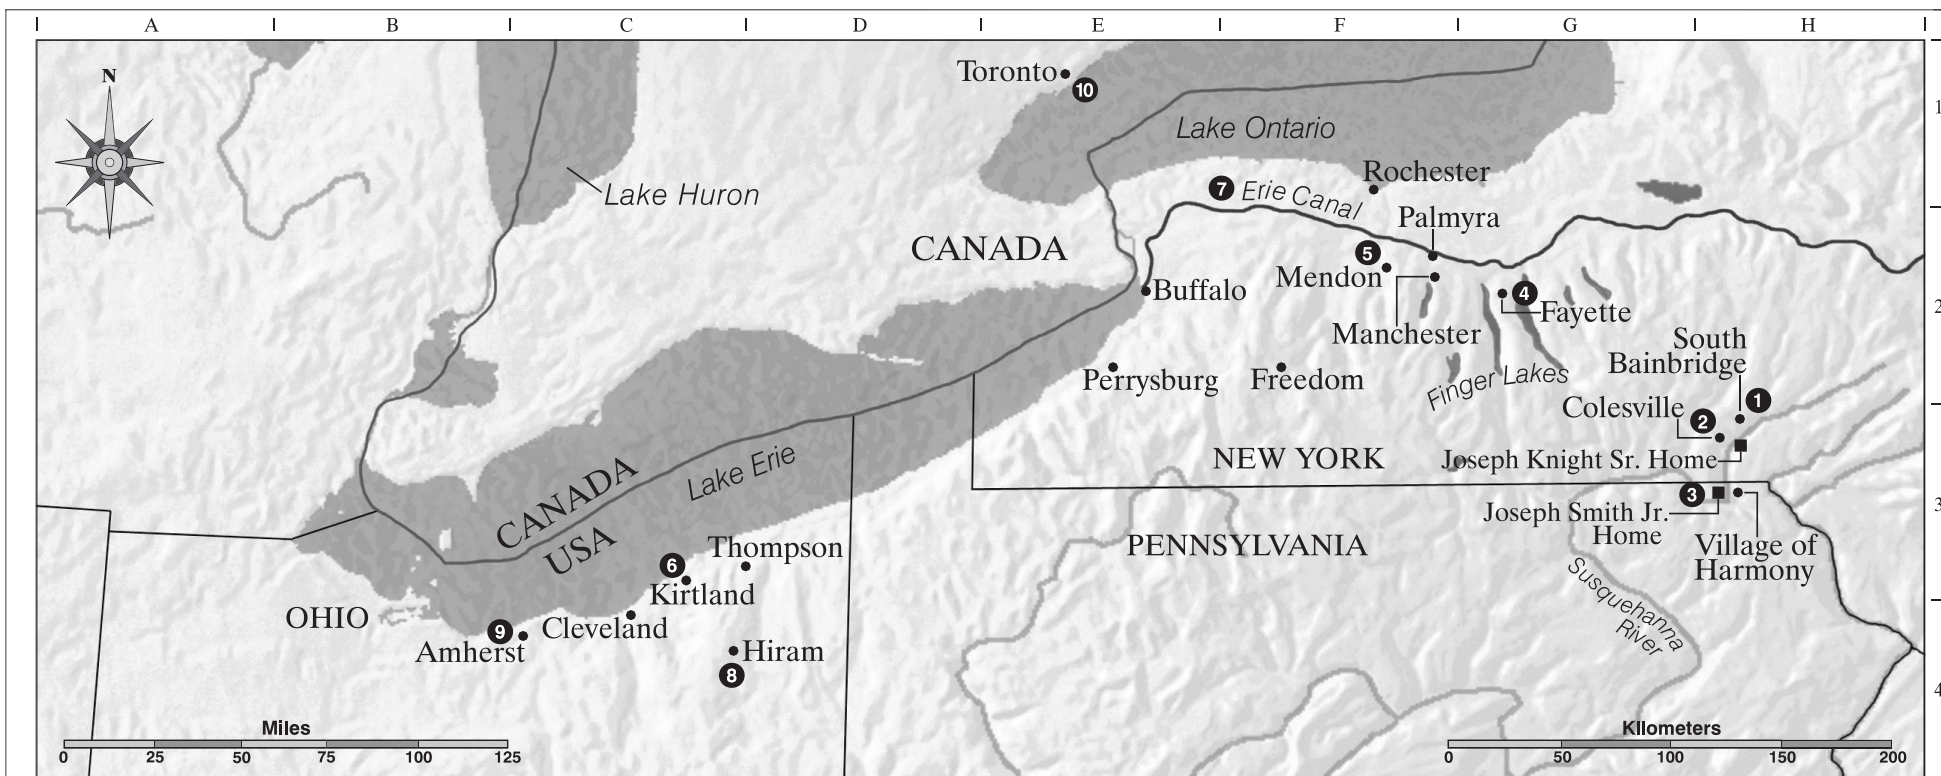 A B C D E F G H
N
Toronto
10
1
Lake Ontario
Lake Huron
Rochester
7 Erie Canal
Palmyra
CANADA
5
Mendon
Buffalo
4
Fayette
2
Manchester
South
Bainbridge
Perrysburg
Freedom
Finger Lakes
1
Colesville
2
NEW YORK
Joseph Knight Sr. Home
Lake Erie
CANADA
USA
3
3
Joseph Smith Jr.
Home
Village of
Harmony
PENNSYLVANIA
Thompson
6
Kirtland
Susquehanna
River
OHIO
9
Cleveland
Amherst
Hiram
8
4
Miles
0 25 50 75 100 125
KIlometers
0 50 100 150 200